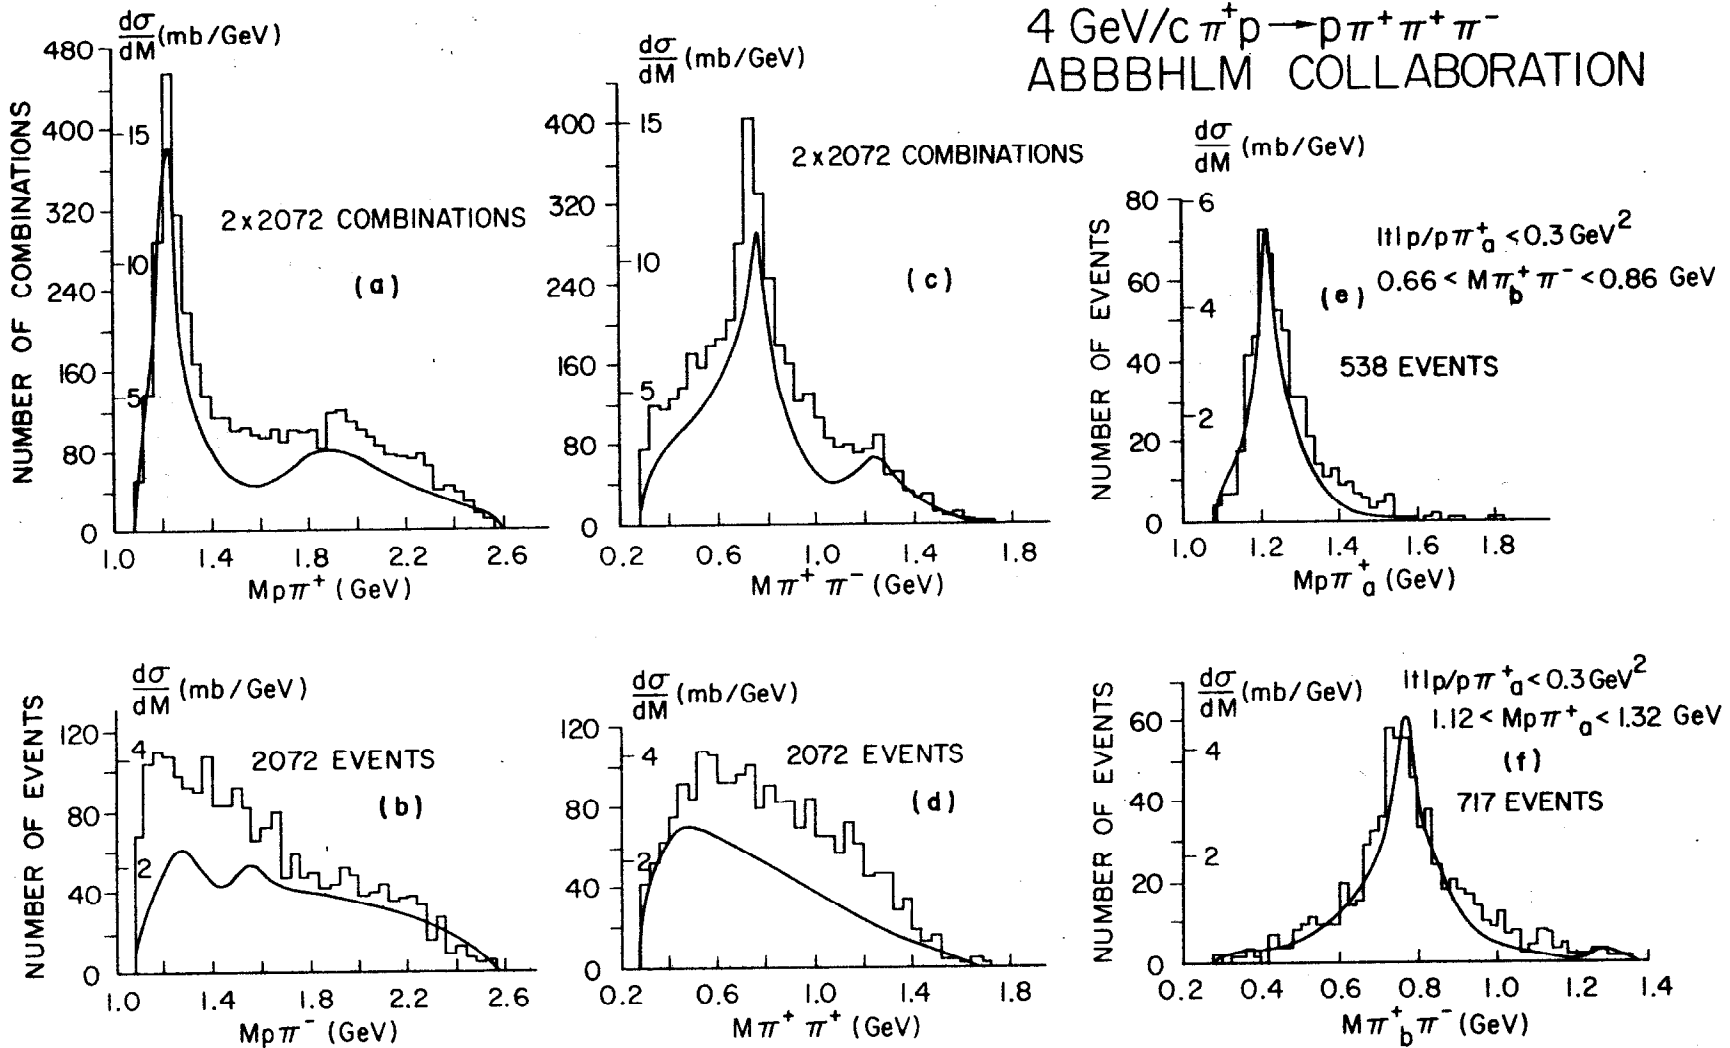 4 GeV/c π⁺p → pπ⁺π⁺π⁻
ABBBHLM COLLABORATION
dσ/dM (mb/GeV)
NUMBER OF COMBINATIONS
480
400
320
240
160
80
0
15
10
5
2x2072 COMBINATIONS
(a)
1.0 1.4 1.8 2.2 2.6
Mpπ⁺ (GeV)
dσ/dM (mb/GeV)
400
320
240
160
80
0
15
10
5
2x2072 COMBINATIONS
(c)
0.2 0.6 1.0 1.4 1.8
Mπ⁺π⁻ (GeV)
dσ/dM (mb/GeV)
NUMBER OF EVENTS
80
60
40
20
0
6
4
2
|t|p/pπ⁺a <0.3 GeV²
0.66 < Mπ⁺b π⁻ <0.86 GeV
(e)
538 EVENTS
1.0 1.2 1.4 1.6 1.8
Mpπ⁺a (GeV)
dσ/dM (mb/GeV)
NUMBER OF EVENTS
120
80
40
0
4
2
2072 EVENTS
(b)
1.0 1.4 1.8 2.2 2.6
Mpπ⁻ (GeV)
dσ/dM (mb/GeV)
120
80
40
0
4
2
2072 EVENTS
(d)
0.2 0.6 1.0 1.4 1.8
Mπ⁺π⁺ (GeV)
dσ/dM (mb/GeV)
NUMBER OF EVENTS
60
40
20
0
4
2
|t|p/pπ⁺a <0.3 GeV²
1.12 < Mpπ⁺a <1.32 GeV
(f)
717 EVENTS
0.2 0.4 0.6 0.8 1.0 1.2 1.4
Mπ⁺b π⁻ (GeV)